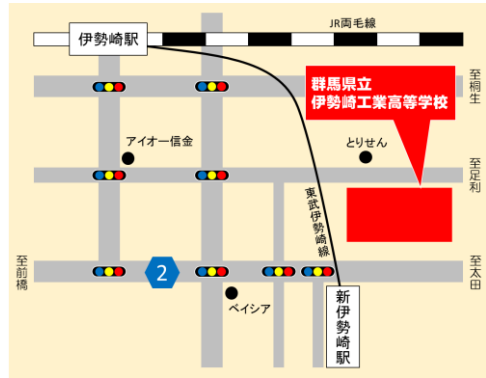 JR両毛線
伊勢崎駅
至桐生
群馬県立
伊勢崎工業高等学校
アイオー信金
とりせん
至足利
東武伊勢崎線
至前橋
2
至太田
ベイシア
新伊勢崎駅